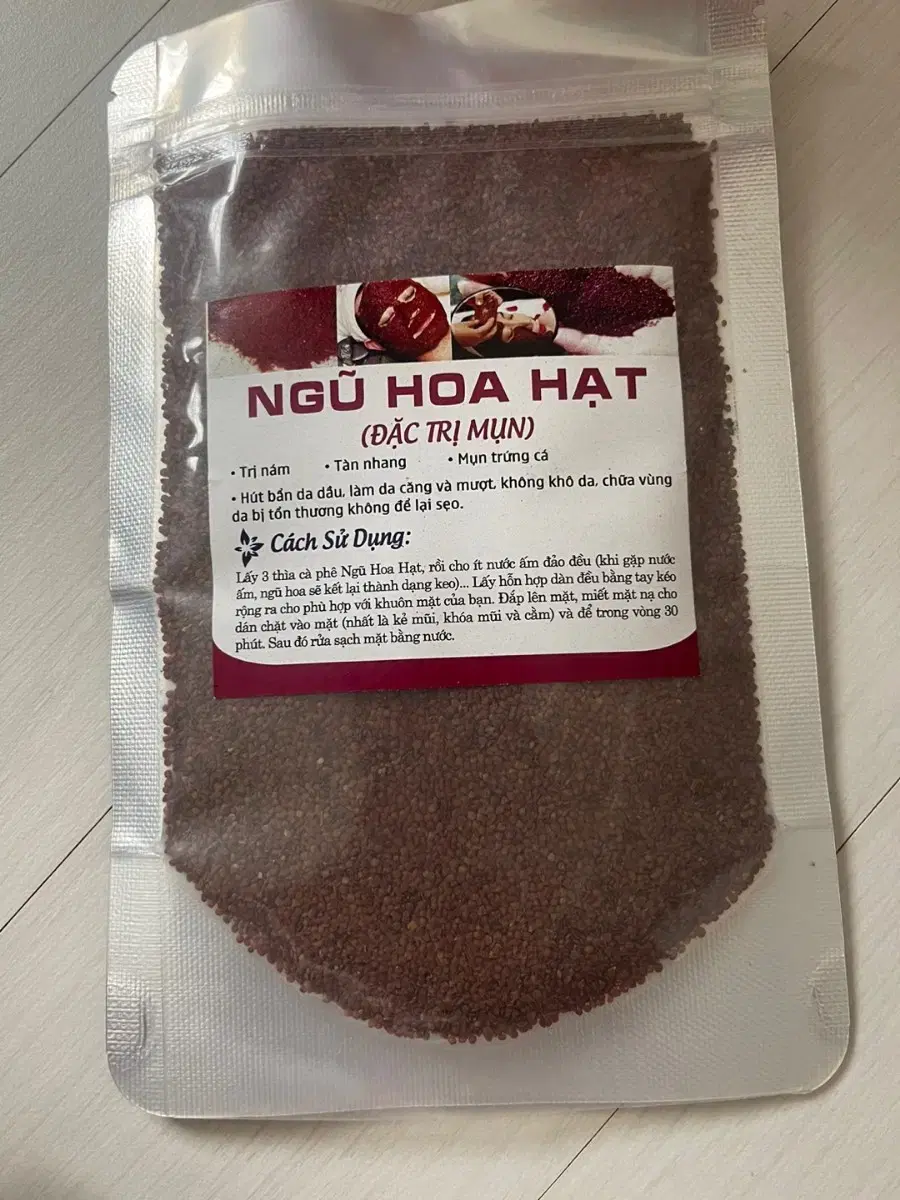 NGŨ HOA HẠT
(ĐẶC TRỊ MỤN)
• Trị nám • Tàn nhang • Mụn trứng cá
• Hút bẩn da dầu, làm da căng và mượt, không khô da, chữa vùng
da bị tổn thương không để lại sẹo.
Cách Sử Dụng:
Lấy 3 thìa cà phê Ngũ Hoa Hạt, rồi cho ít nước ấm đảo đều (khi gặp nước
ấm, ngũ hoa sẽ kết lại thành dạng keo)... Lấy hỗn hợp dàn đều bằng tay kéo
rộng ra cho phù hợp với khuôn mặt của bạn. Đắp lên mặt, miết mặt nạ cho
dán chặt vào mặt (nhất là kẻ mũi, khóa mũi và cằm) và để trong vòng 30
phút. Sau đó rửa sạch mặt bằng nước.